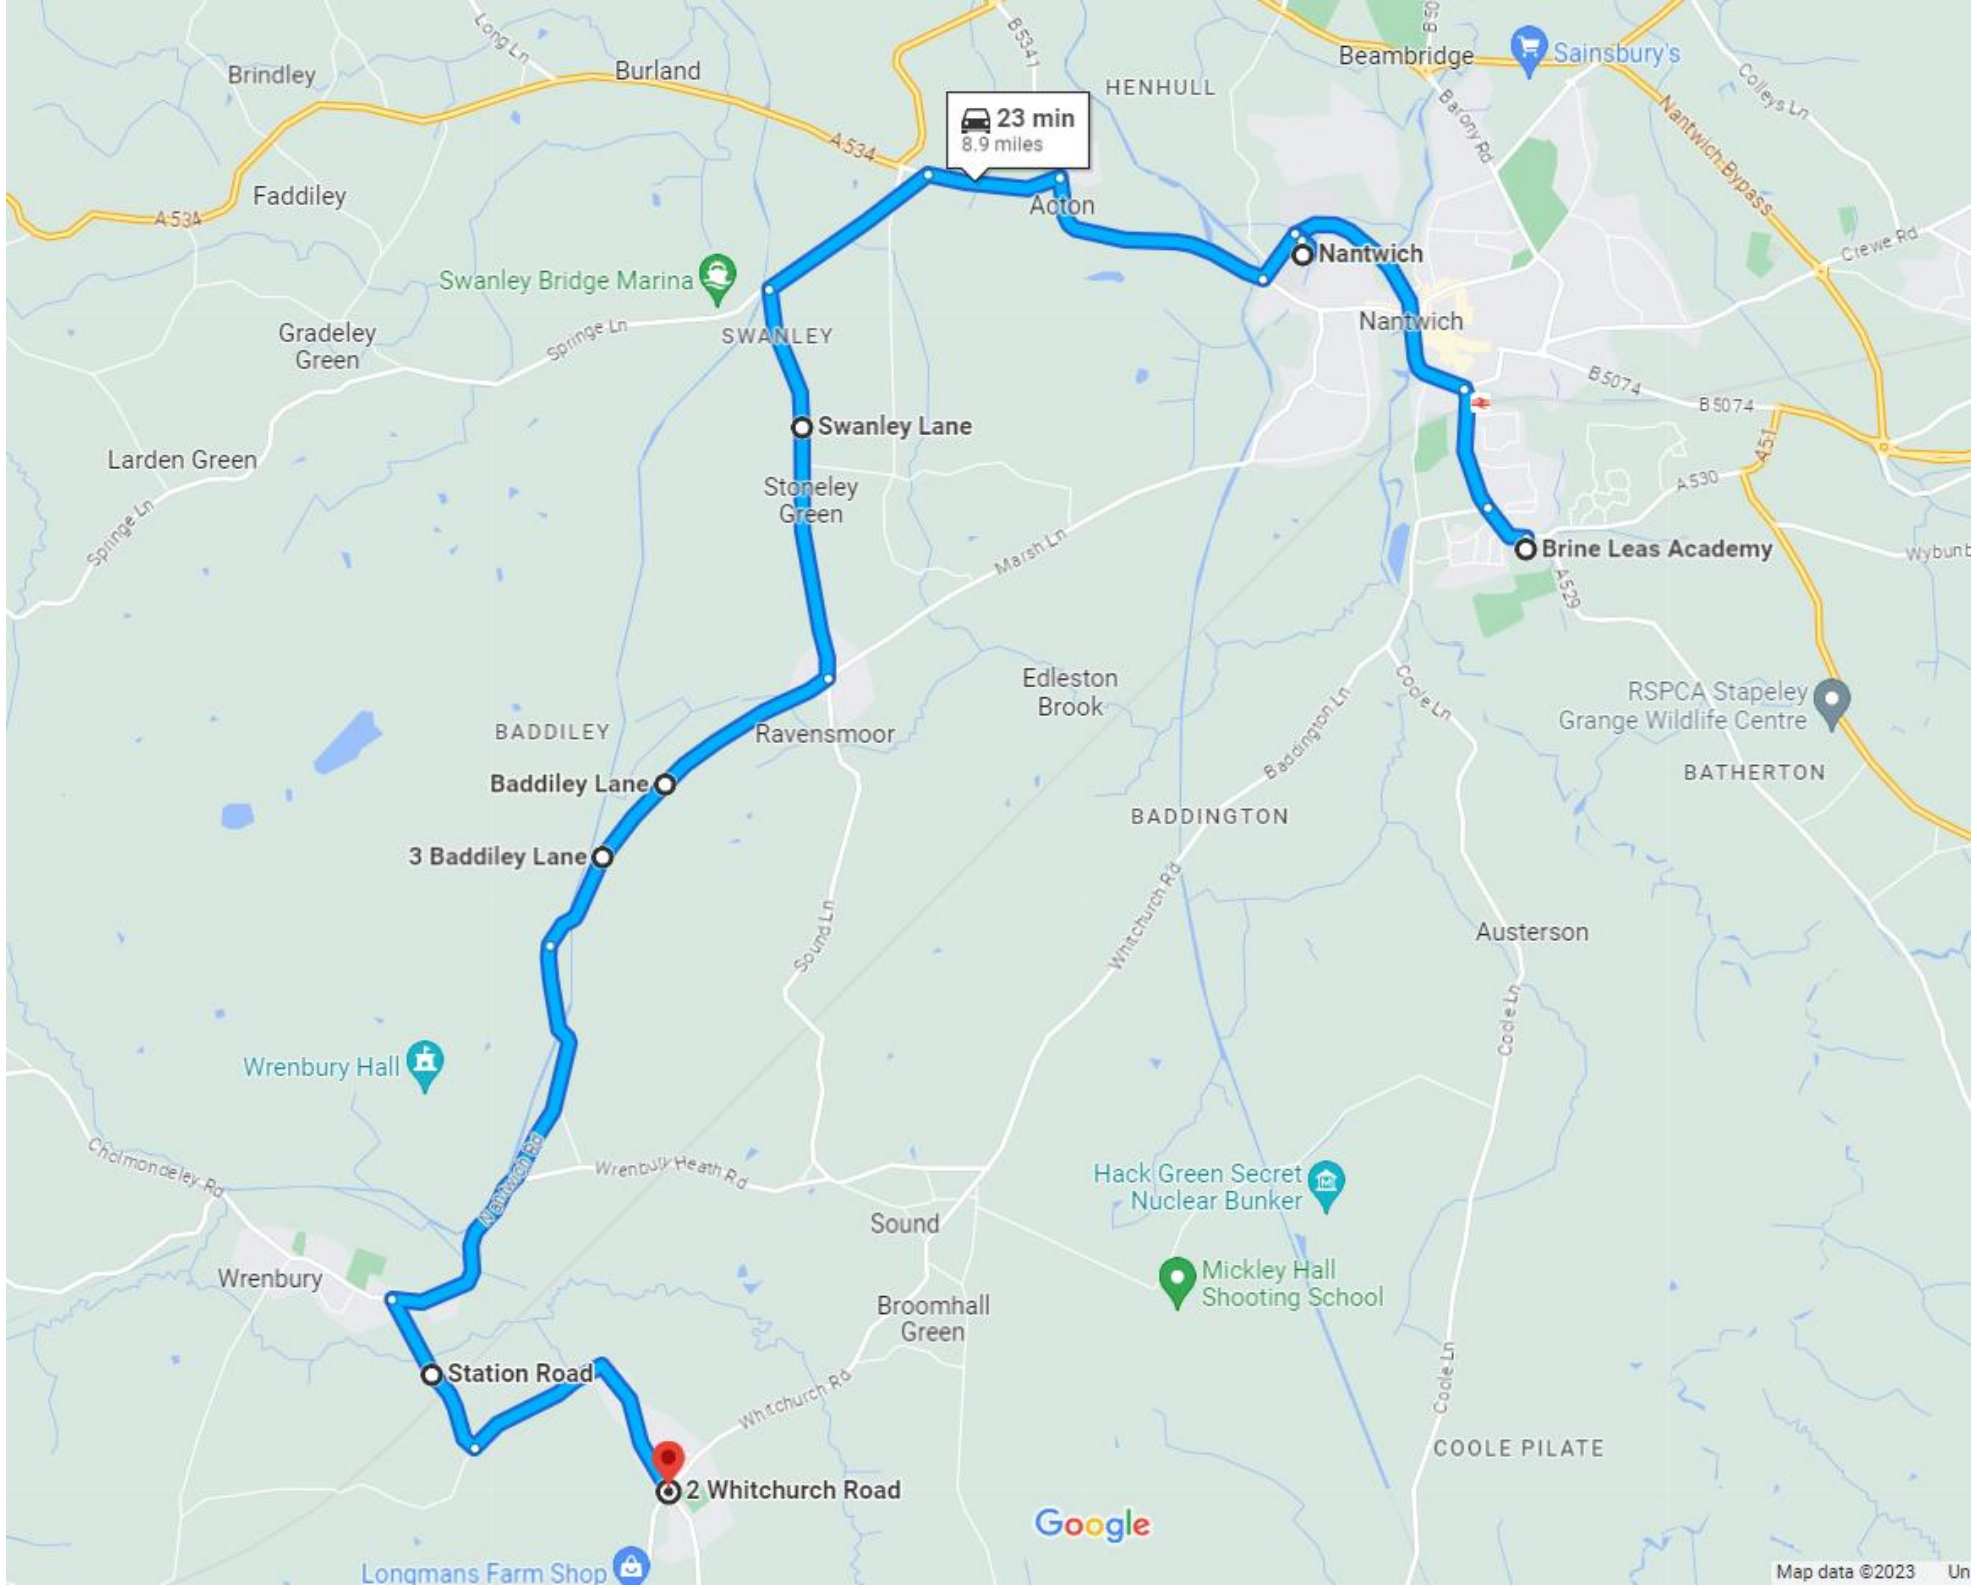 Long Ln
B5341
B50
Brindley
Burland
Beambridge
Sainsbury's
HENHULL
Colleys Ln
Barony Rd
23 min
8.9 miles
A534
Nantwich Bypass
Faddiley
A534
Acton
Crewe Rd
Nantwich
Swanley Bridge Marina
Springe Ln
SWANLEY
Gradeley
Green
Nantwich
B5074
B5074
Swanley Lane
A51
Larden Green
Stoneley
Green
A530
Springe Ln
Marsh Ln
Brine Leas Academy
Wybunb
A529
Edleston
Brook
Coole Ln
RSPCA Stapeley
Grange Wildlife Centre
BADDILEY
Ravensmoor
Baddington Ln
BATHERTON
Baddiley Lane
BADDINGTON
3 Baddiley Lane
Sound Ln
Whitchurch Rd
Austerson
Coole Ln
Wrenbury Hall
Cholmondeley Rd
Nantwich Rd
Wrenbury Heath Rd
Hack Green Secret
Nuclear Bunker
Sound
Wrenbury
Mickley Hall
Shooting School
Broomhall
Green
Station Road
Whitchurch Rd
Coole Ln
COOLE PILATE
2 Whitchurch Road
Google
Longmans Farm Shop
Map data ©2023
Un